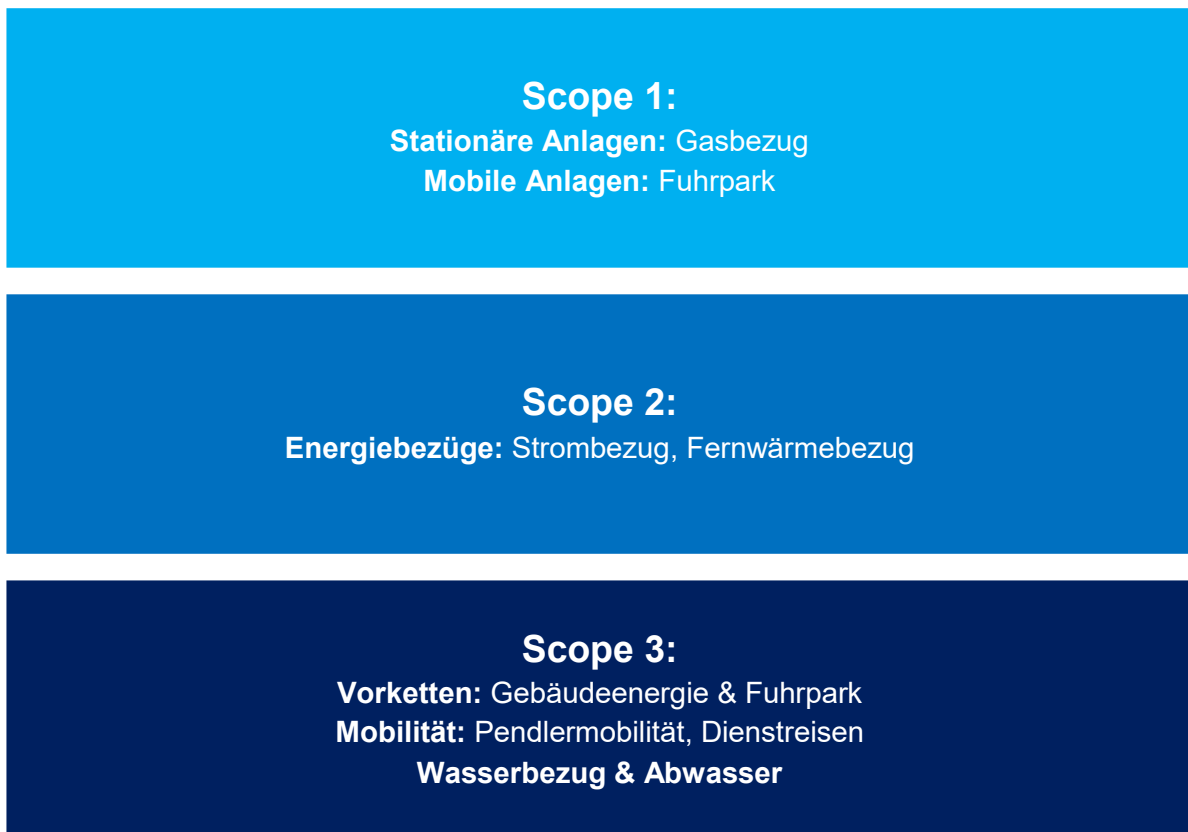 Scope 1:
Stationäre Anlagen: Gasbezug
Mobile Anlagen: Fuhrpark
Scope 2:
Energiebezüge: Strombezug, Fernwärmebezug
Scope 3:
Vorketten: Gebäudeenergie & Fuhrpark
Mobilität: Pendlermobilität, Dienstreisen
Wasserbezug & Abwasser